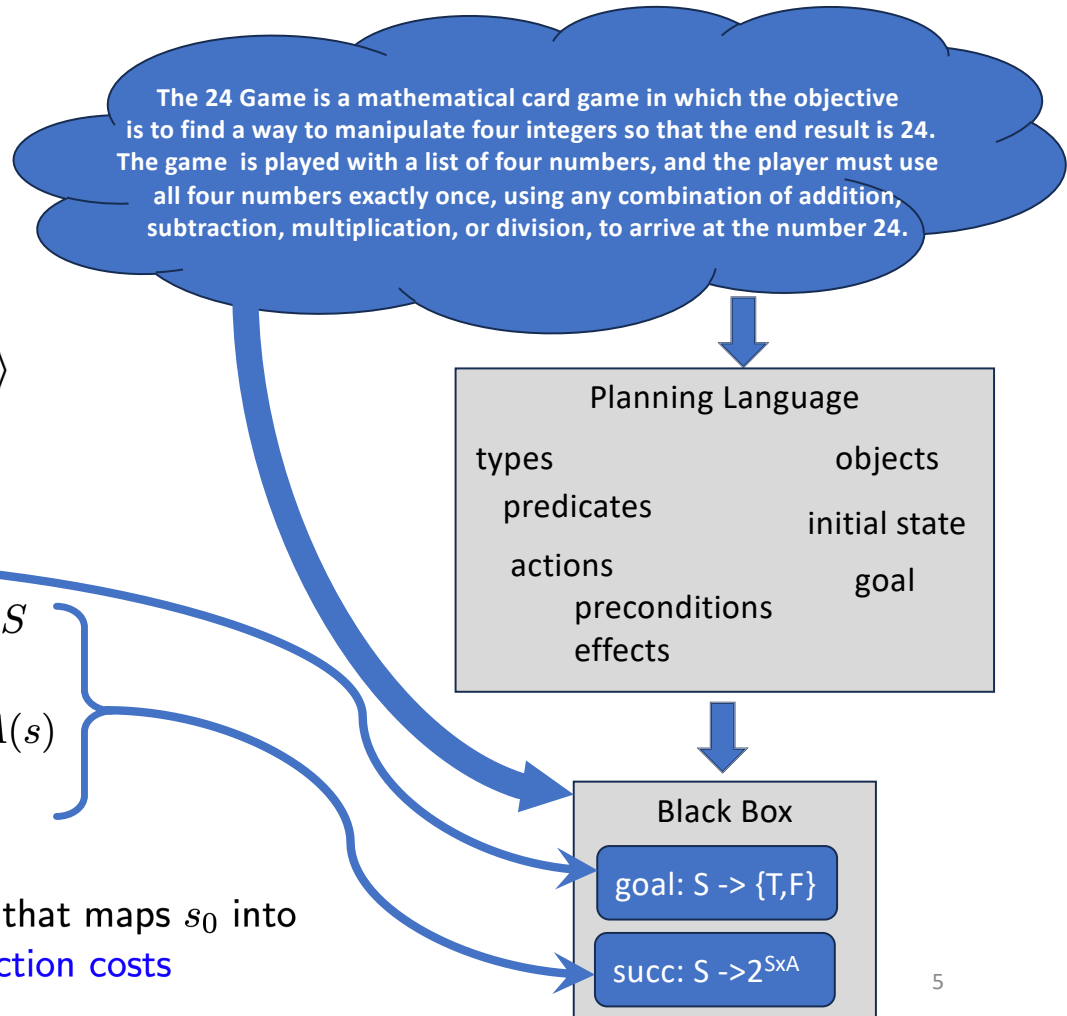 The 24 Game is a mathematical card game in which the objective
is to find a way to manipulate four integers so that the end result is 24.
The game is played with a list of four numbers, and the player must use
all four numbers exactly once, using any combination of addition,
subtraction, multiplication, or division, to arrive at the number 24.
⟩
Planning Language
types
objects
predicates
initial state
actions
goal
preconditions
effects
S
A(s)
Black Box
goal: S -> {T,F}
that maps s₀ into
ction costs
succ: S ->2^{SxA}
5